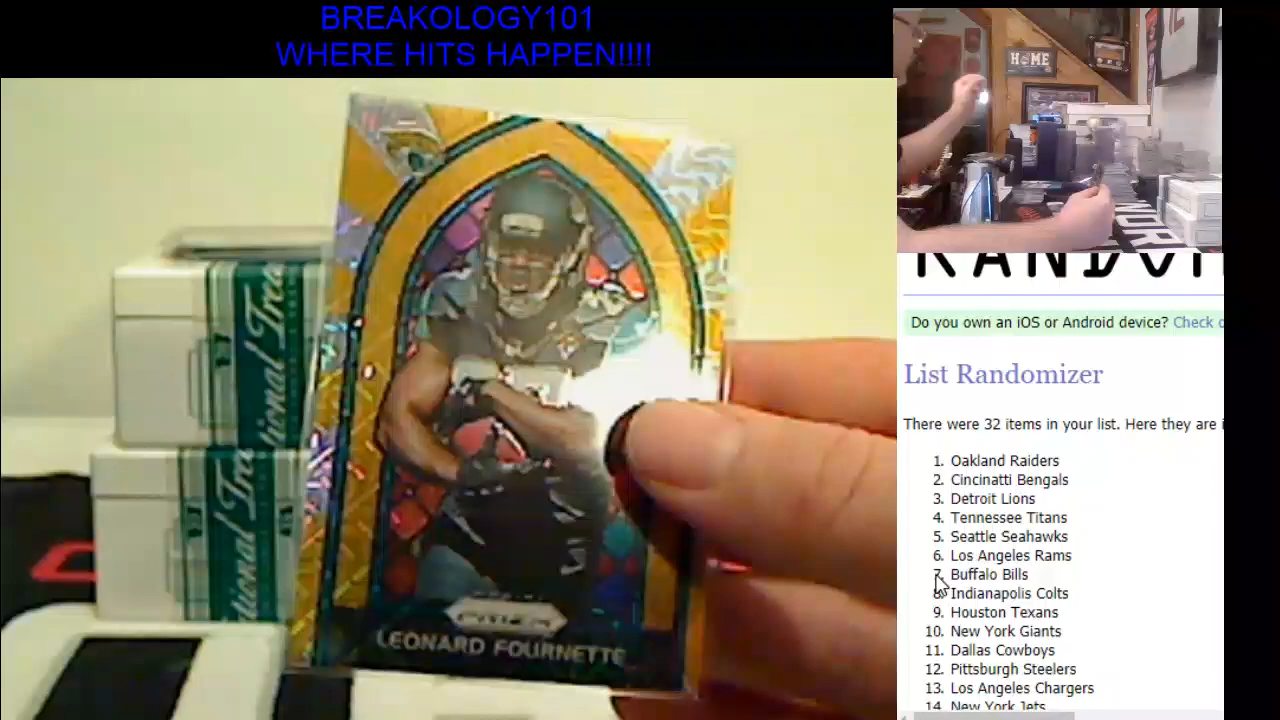 BREAKOLOGY101
WHERE HITS HAPPEN!!!!
HOME
PRIZM
LEONARD FOURNETTE
Do you own an iOS or Android device? Check
List Randomizer
There were 32 items in your list. Here they are
1. Oakland Raiders
2. Cincinatti Bengals
3. Detroit Lions
4. Tennessee Titans
5. Seattle Seahawks
6. Los Angeles Rams
7. Buffalo Bills
8. Indianapolis Colts
9. Houston Texans
10. New York Giants
11. Dallas Cowboys
12. Pittsburgh Steelers
13. Los Angeles Chargers
14. New York Jets